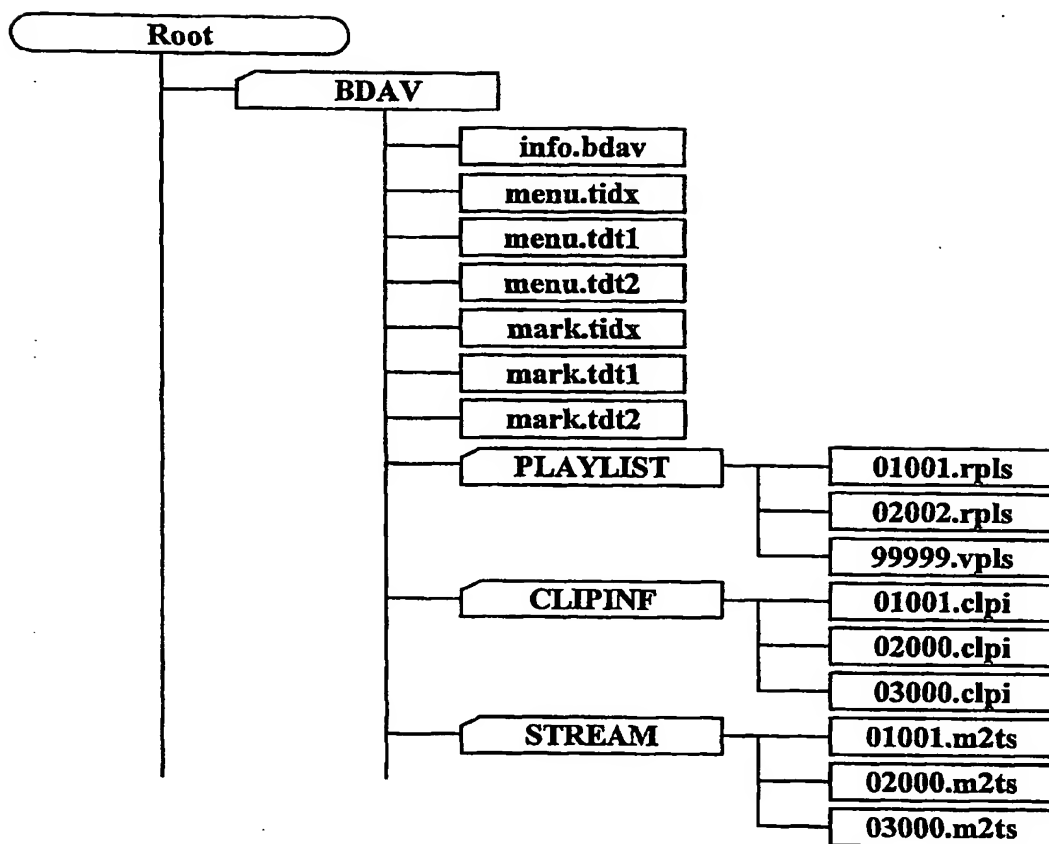 Root
BDAV
info.bdav
menu.tidx
menu.tdt1
menu.tdt2
mark.tidx
mark.tdt1
mark.tdt2
PLAYLIST
01001.rpls
02002.rpls
99999.vpls
CLIPINF
01001.clpi
02000.clpi
03000.clpi
STREAM
01001.m2ts
02000.m2ts
03000.m2ts